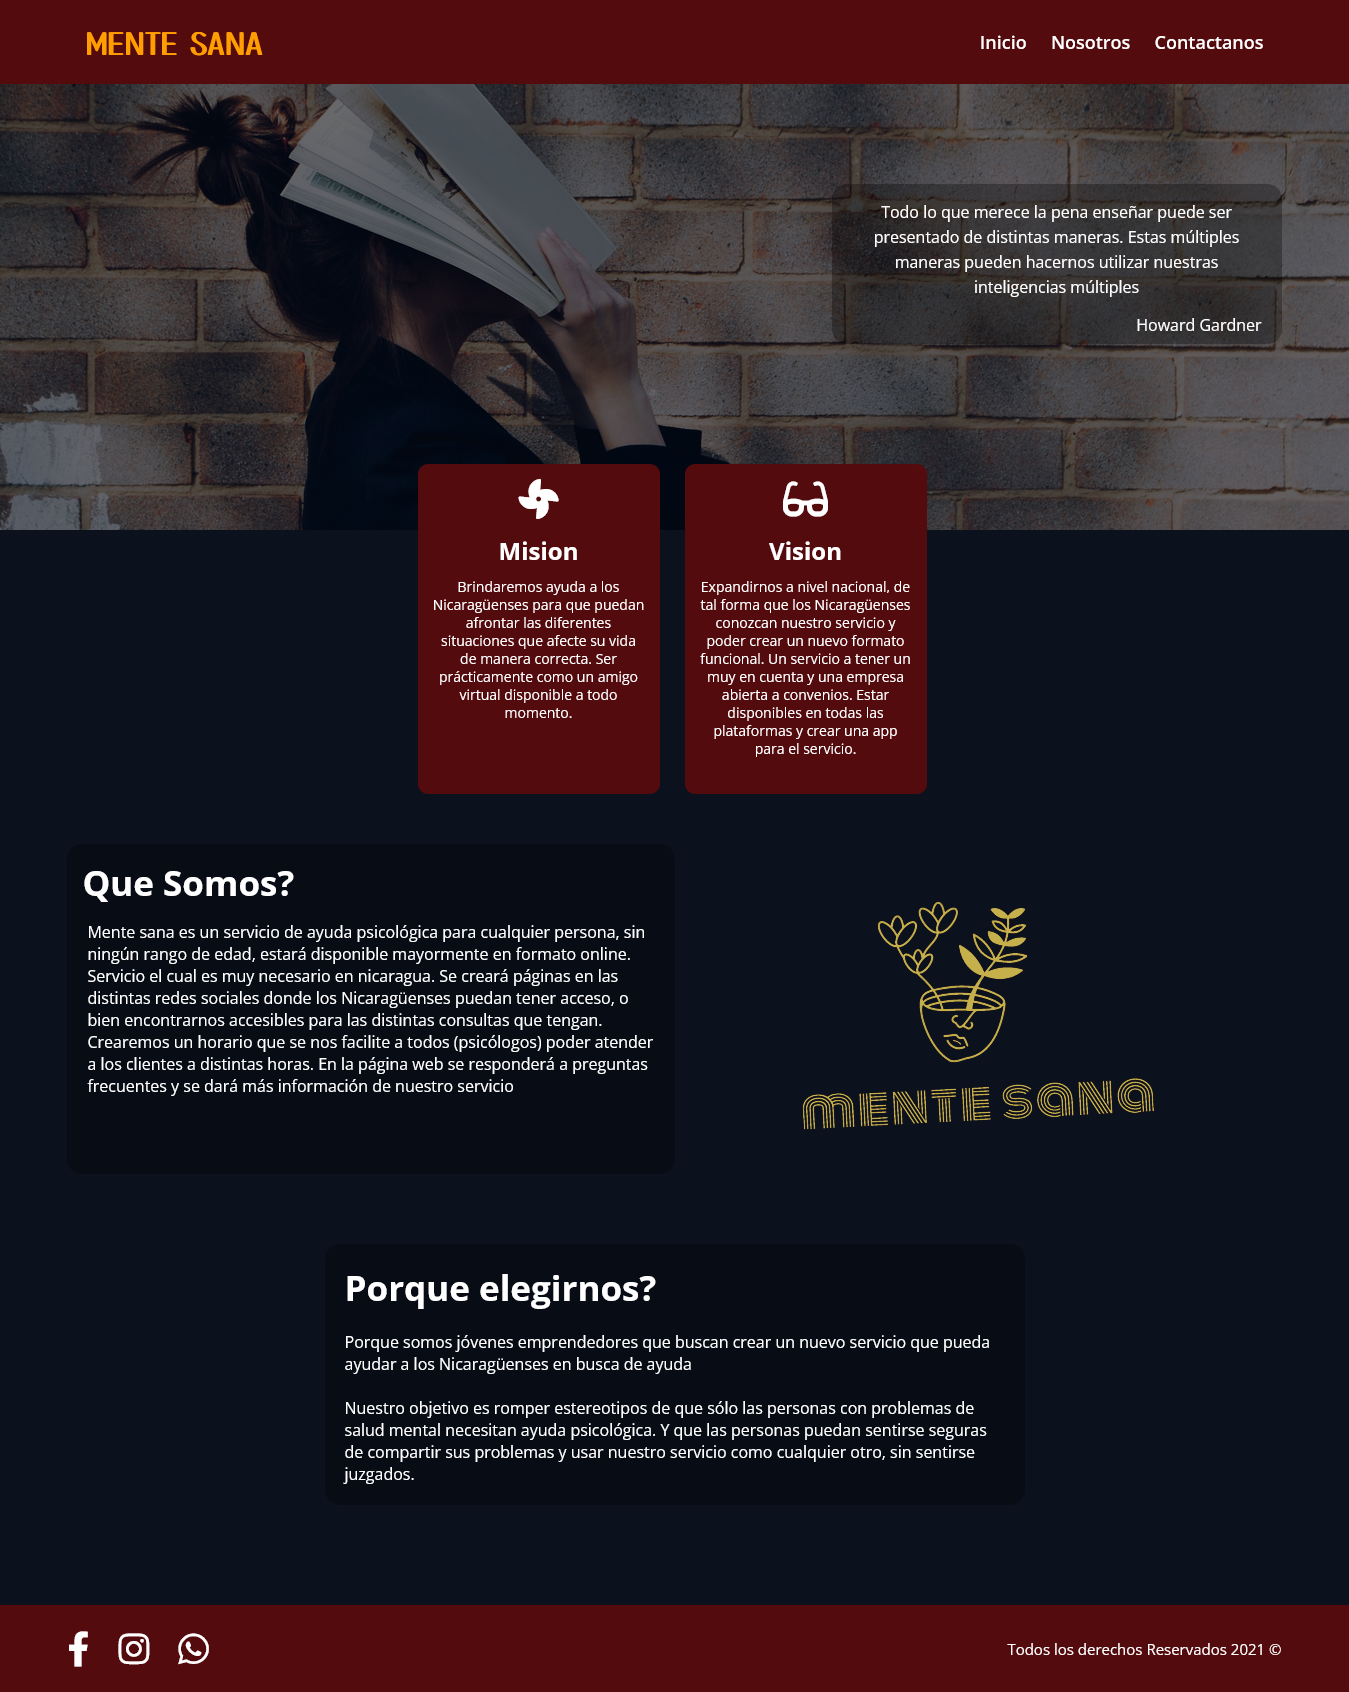 MENTE SANA
Inicio
Nosotros
Contactanos
Todo lo que merece la pena enseñar puede ser
presentado de distintas maneras. Estas múltiples
maneras pueden hacernos utilizar nuestras
inteligencias múltiples
Howard Gardner
Mision
Brindaremos ayuda a los
Nicaragüenses para que puedan
afrontar las diferentes
situaciones que afecte su vida
de manera correcta. Ser
prácticamente como un amigo
virtual disponible a todo
momento.
Vision
Expandirnos a nivel nacional, de
tal forma que los Nicaragüenses
conozcan nuestro servicio y
poder crear un nuevo formato
funcional. Un servicio a tener un
muy en cuenta y una empresa
abierta a convenios. Estar
disponibles en todas las
plataformas y crear una app
para el servicio.
Que Somos?
Mente sana es un servicio de ayuda psicológica para cualquier persona, sin
ningún rango de edad, estará disponible mayormente en formato online.
Servicio el cual es muy necesario en nicaragua. Se creará páginas en las
distintas redes sociales donde los Nicaragüenses puedan tener acceso, o
bien encontrarnos accesibles para las distintas consultas que tengan.
Crearemos un horario que se nos facilite a todos (psicólogos) poder atender
a los clientes a distintas horas. En la página web se responderá a preguntas
frecuentes y se dará más información de nuestro servicio
MENTE SANA
Porque elegirnos?
Porque somos jóvenes emprendedores que buscan crear un nuevo servicio que pueda
ayudar a los Nicaragüenses en busca de ayuda
Nuestro objetivo es romper estereotipos de que sólo las personas con problemas de
salud mental necesitan ayuda psicológica. Y que las personas puedan sentirse seguras
de compartir sus problemas y usar nuestro servicio como cualquier otro, sin sentirse
juzgados.
Todos los derechos Reservados 2021 ©